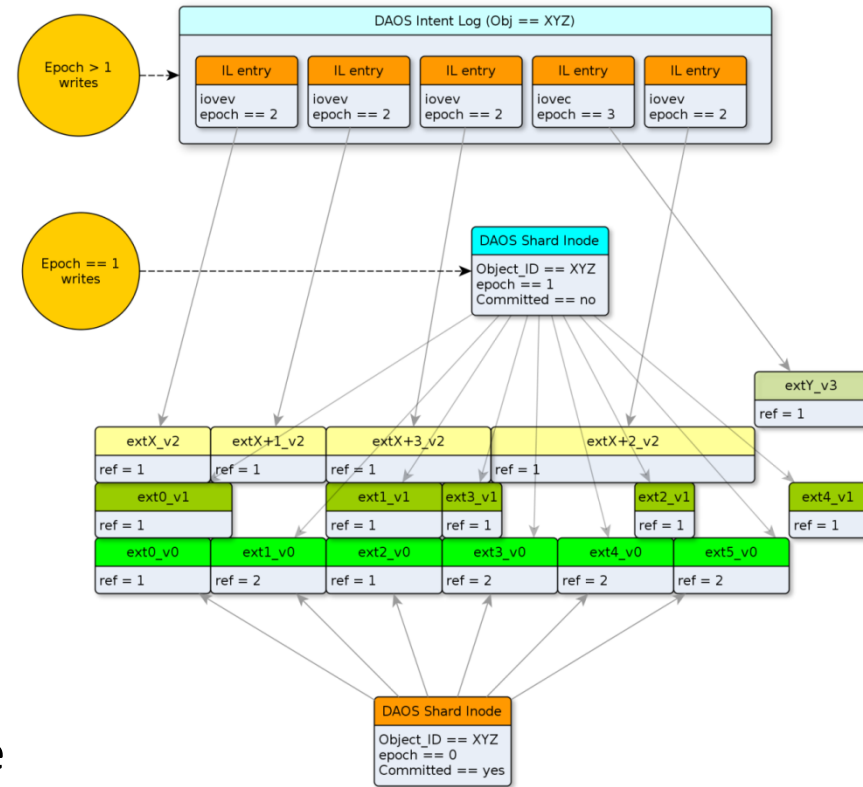 DAOS Intent Log (Obj == XYZ)
Epoch > 1
writes
IL entry
iovev
epoch == 2
IL entry
iovev
epoch == 2
IL entry
iovev
epoch == 2
IL entry
iovec
epoch == 3
IL entry
iovev
epoch == 2
Epoch == 1
writes
DAOS Shard Inode
Object_ID == XYZ
epoch == 1
Committed == no
extY_v3
ref = 1
extX_v2
ref = 1
extX+1_v2
ref = 1
extX+3_v2
ref = 1
extX+2_v2
ref = 1
ext0_v1
ref = 1
ext1_v1
ref = 1
ext3_v1
ref = 1
ext2_v1
ref = 1
ext4_v1
ref = 1
ext0_v0
ref = 1
ext1_v0
ref = 2
ext2_v0
ref = 1
ext3_v0
ref = 2
ext4_v0
ref = 2
ext5_v0
ref = 2
DAOS Shard Inode
Object_ID == XYZ
epoch == 0
Committed == yes
e